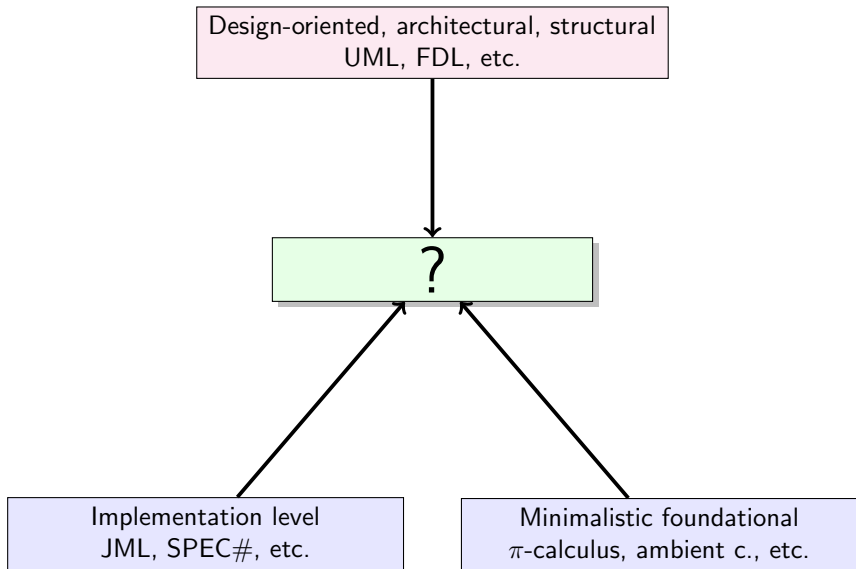 Design-oriented, architectural, structural
UML, FDL, etc.
?
Implementation level
JML, SPEC#, etc.
Minimalistic foundational
π-calculus, ambient c., etc.